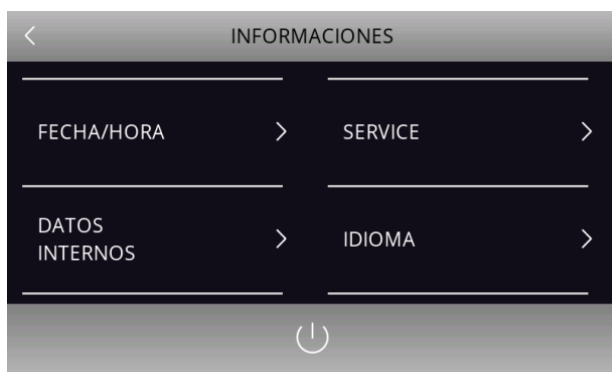 INFORMACIONES
FECHA/HORA
SERVICE
DATOS
INTERNOS
IDIOMA